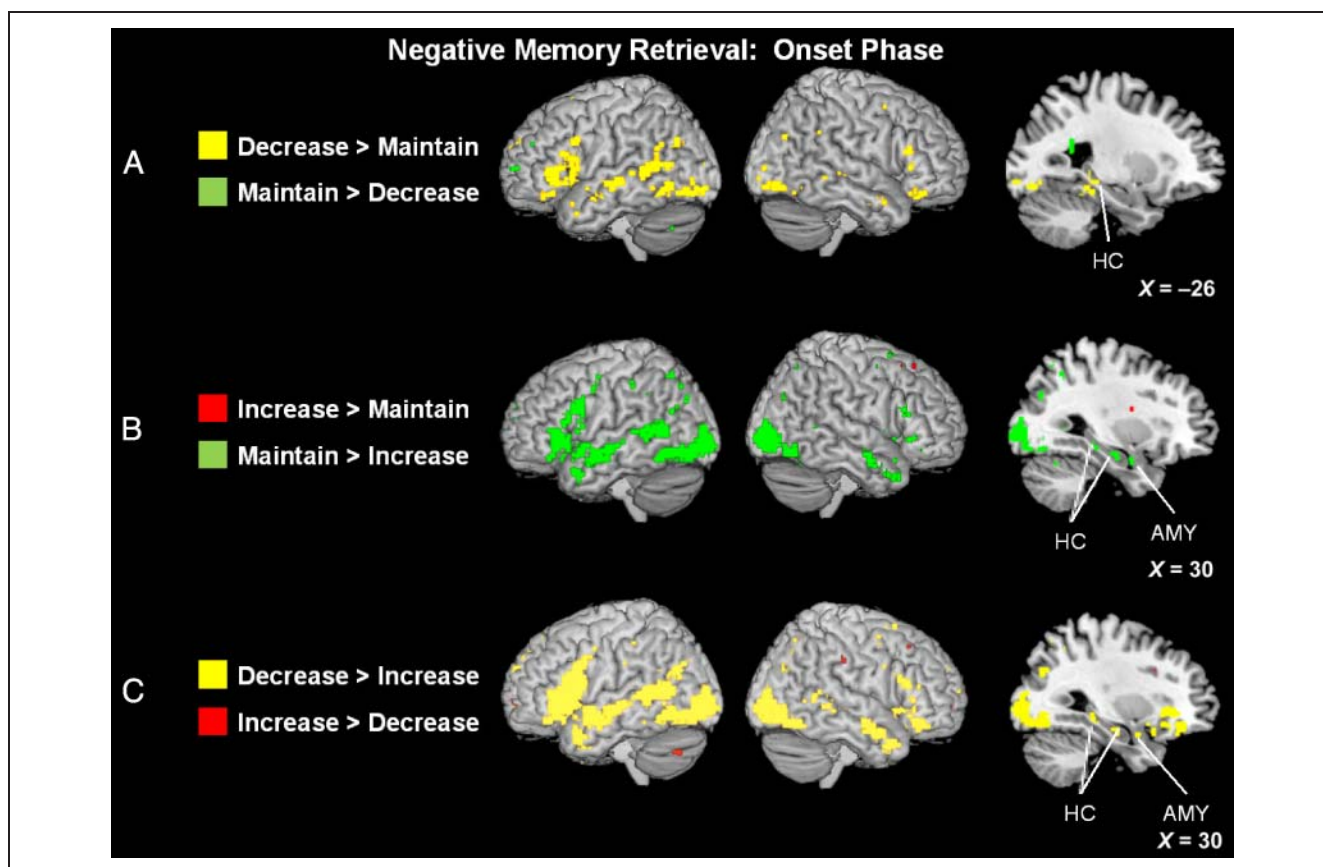 Negative Memory Retrieval: Onset Phase
A
Decrease > Maintain
Maintain > Decrease
HC
X = –26
B
Increase > Maintain
Maintain > Increase
HC
AMY
X = 30
C
Decrease > Increase
Increase > Decrease
HC
AMY
X = 30